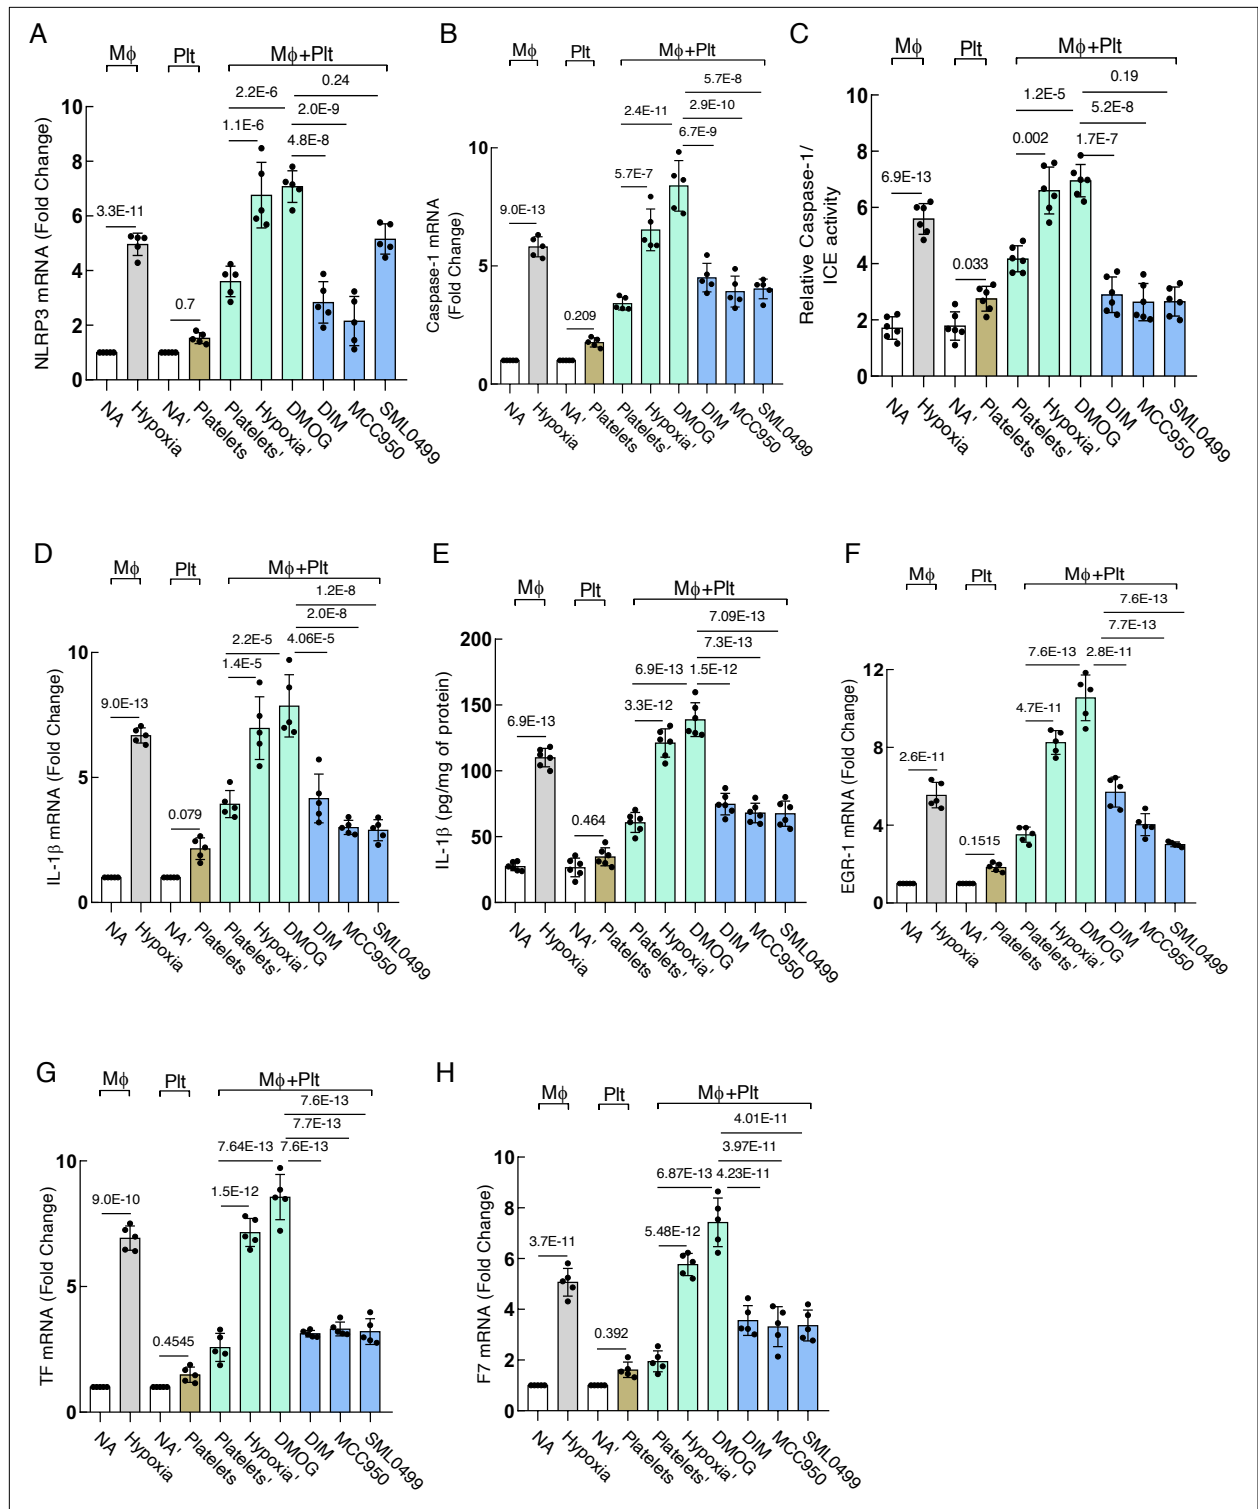 A
Mϕ
Plt
Mϕ+Plt
0.24
2.2E-6
2.0E-9
1.1E-6
4.8E-8
3.3E-11
0.7
NLRP3 mRNA (Fold Change)
10
8
6
4
2
0
NA
Hypoxia
NA'
Platelets
Platelets'
Hypoxia'
DMOG
DIM
MCC950
SML0499
B
Mϕ
Plt
Mϕ+Plt
5.7E-8
2.4E-11
2.9E-10
6.7E-9
5.7E-7
9.0E-13
0.209
Caspase-1 mRNA
(Fold Change)
10
5
0
NA
Hypoxia
NA'
Platelets
Platelets'
Hypoxia'
DMOG
DIM
MCC950
SML0499
C
Mϕ
Plt
Mϕ+Plt
0.19
1.2E-5
5.2E-8
0.002
1.7E-7
6.9E-13
0.033
Relative Caspase-1/
ICE activity
10
8
6
4
2
0
NA
Hypoxia
NA'
Platelets
Platelets'
Hypoxia'
DMOG
DIM
MCC950
SML0499
D
Mϕ
Plt
Mϕ+Plt
1.2E-8
2.0E-8
2.2E-5
4.06E-5
1.4E-5
9.0E-13
0.079
IL-1β mRNA (Fold Change)
10
5
0
NA
Hypoxia
NA'
Platelets
Platelets'
Hypoxia'
DMOG
DIM
MCC950
SML0499
E
Mϕ
Plt
Mϕ+Plt
7.09E-13
7.3E-13
6.9E-13
1.5E-12
3.3E-12
6.9E-13
0.464
IL-1β (pg/mg of protein)
200
150
100
50
0
NA
Hypoxia
NA'
Platelets
Platelets'
Hypoxia'
DMOG
DIM
MCC950
SML0499
F
Mϕ
Plt
Mϕ+Plt
7.6E-13
7.7E-13
7.6E-13
2.8E-11
4.7E-11
2.6E-11
0.1515
EGR-1 mRNA (Fold Change)
12
8
4
0
NA
Hypoxia
NA'
Platelets
Platelets'
Hypoxia'
DMOG
DIM
MCC950
SML0499
G
Mϕ
Plt
Mϕ+Plt
7.6E-13
7.7E-13
7.64E-13
7.6E-13
1.5E-12
9.0E-10
0.4545
TF mRNA (Fold Change)
10
5
0
NA
Hypoxia
NA'
Platelets
Platelets'
Hypoxia'
DMOG
DIM
MCC950
SML0499
H
Mϕ
Plt
Mϕ+Plt
4.01E-11
3.97E-11
6.87E-13
4.23E-11
5.48E-12
3.7E-11
0.392
F7 mRNA (Fold Change)
10
8
6
4
2
0
NA
Hypoxia
NA'
Platelets
Platelets'
Hypoxia'
DMOG
DIM
MCC950
SML0499